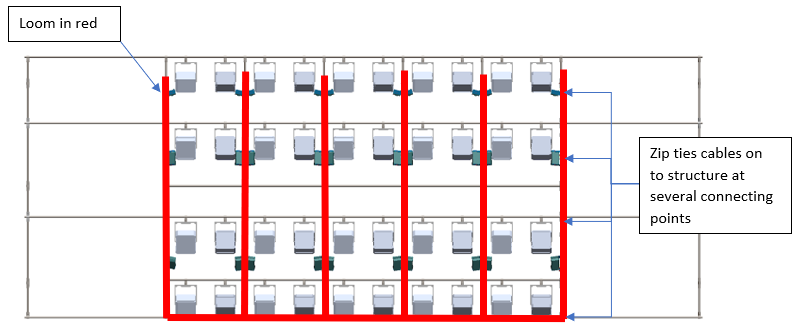 Loom in red
Zip ties cables on
to structure at
several connecting
points